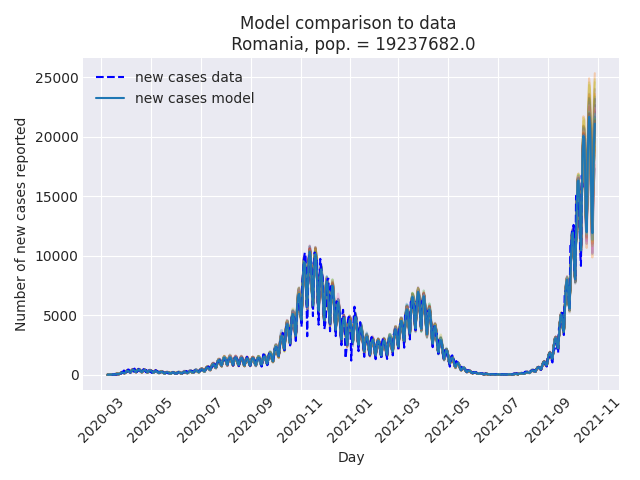 Model comparison to data
Romania, pop. = 19237682.0
new cases data
new cases model
Number of new cases reported
25000
20000
15000
10000
5000
0
2020-03
2020-05
2020-07
2020-09
2020-11
2021-01
2021-03
2021-05
2021-07
2021-09
2021-11
Day